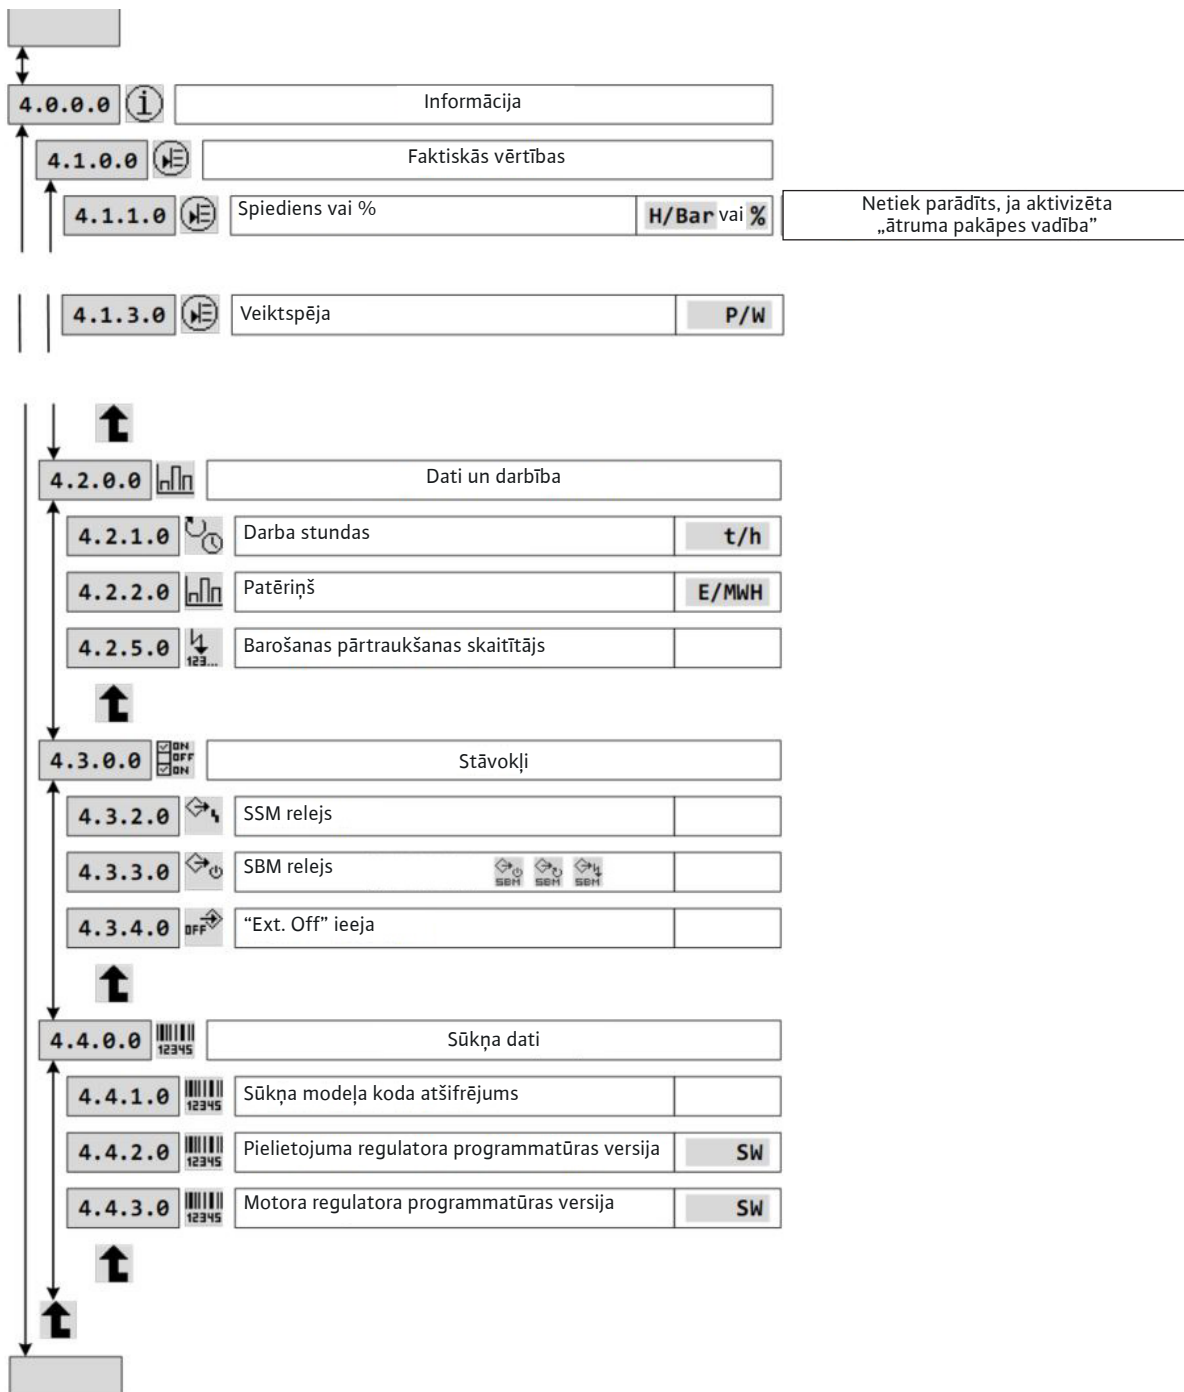 4.0.0.0 i Informācija
4.1.0.0 Faktiskās vērtības
4.1.1.0 Spiediens vai % H/Bar vai % Netiek parādīts, ja aktivizēta
„ātruma pakāpes vadība”
4.1.3.0 Veiktspēja P/W
4.2.0.0 Dati un darbība
4.2.1.0 Darba stundas t/h
4.2.2.0 Patēriņš E/MWH
4.2.5.0 123... Barošanas pārtraukšanas skaitītājs
4.3.0.0 ON OFF ON Stāvokļi
4.3.2.0 SSM relejs
4.3.3.0 SBM relejs SBM SBM SBM
4.3.4.0 OFF “Ext. Off” ieeja
4.4.0.0 12345 Sūkņa dati
4.4.1.0 12345 Sūkņa modeļa koda atšifrējums
4.4.2.0 12345 Pielietojuma regulatora programmatūras versija SW
4.4.3.0 12345 Motora regulatora programmatūras versija SW